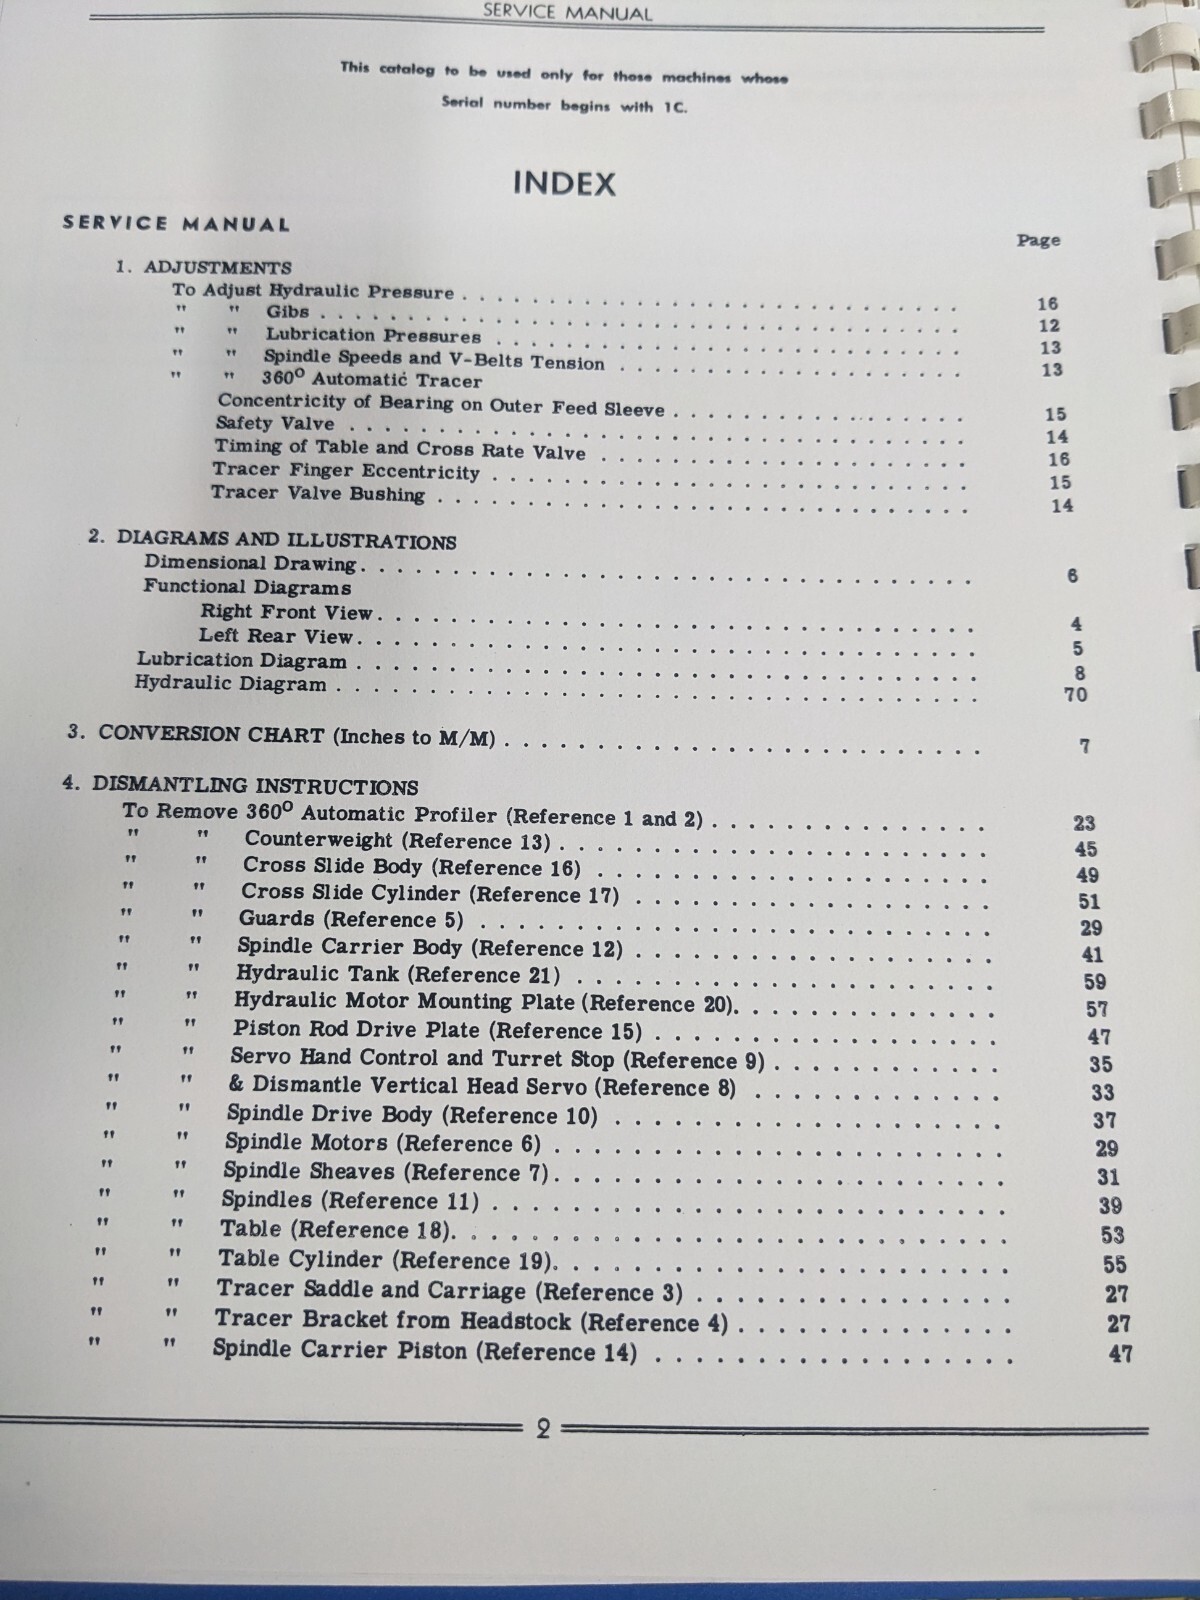 SERVICE MANUAL
This catalog to be used only for those machines whose
Serial number begins with 1C.
INDEX
SERVICE MANUAL
Page
1. ADJUSTMENTS
To Adjust Hydraulic Pressure . . . . . . . . . . . . . . . . . . . . . . . . . . . . 16
" " Gibs . . . . . . . . . . . . . . . . . . . . . . . . . . . . 12
" " Lubrication Pressures . . . . . . . . . . . . . . . . . . . . . . 13
" " Spindle Speeds and V-Belts Tension . . . . . . . . . . . . . . . . 13
" " 360° Automatic Tracer
Concentricity of Bearing on Outer Feed Sleeve . . . . . . . . . . . . . . . . 15
Safety Valve . . . . . . . . . . . . . . . . . . . . . . . . . . . . 14
Timing of Table and Cross Rate Valve . . . . . . . . . . . . . . . . . . 16
Tracer Finger Eccentricity . . . . . . . . . . . . . . . . . . . . . . 15
Tracer Valve Bushing . . . . . . . . . . . . . . . . . . . . . . . . 14
2. DIAGRAMS AND ILLUSTRATIONS
Dimensional Drawing . . . . . . . . . . . . . . . . . . . . . . . . . . . . 6
Functional Diagrams
Right Front View . . . . . . . . . . . . . . . . . . . . . . . . . . . . 4
Left Rear View . . . . . . . . . . . . . . . . . . . . . . . . . . . . 5
Lubrication Diagram . . . . . . . . . . . . . . . . . . . . . . . . . . . . 8
Hydraulic Diagram . . . . . . . . . . . . . . . . . . . . . . . . . . . . 70
3. CONVERSION CHART (Inches to M/M) . . . . . . . . . . . . . . . . . . . . . . 7
4. DISMANTLING INSTRUCTIONS
To Remove 360° Automatic Profiler (Reference 1 and 2) . . . . . . . . . . . . . 23
" " Counterweight (Reference 13) . . . . . . . . . . . . . . . . . . . 45
" " Cross Slide Body (Reference 16) . . . . . . . . . . . . . . . . . . 49
" " Cross Slide Cylinder (Reference 17) . . . . . . . . . . . . . . . . 51
" " Guards (Reference 5) . . . . . . . . . . . . . . . . . . . . . . 29
" " Spindle Carrier Body (Reference 12) . . . . . . . . . . . . . . . . 41
" " Hydraulic Tank (Reference 21) . . . . . . . . . . . . . . . . . . 59
" " Hydraulic Motor Mounting Plate (Reference 20) . . . . . . . . . . . . 57
" " Piston Rod Drive Plate (Reference 15) . . . . . . . . . . . . . . . 47
" " Servo Hand Control and Turret Stop (Reference 9) . . . . . . . . . . . 35
" " & Dismantle Vertical Head Servo (Reference 8) . . . . . . . . . . . . 33
" " Spindle Drive Body (Reference 10) . . . . . . . . . . . . . . . . . 37
" " Spindle Motors (Reference 6) . . . . . . . . . . . . . . . . . . . 29
" " Spindle Sheaves (Reference 7) . . . . . . . . . . . . . . . . . . . 31
" " Spindles (Reference 11) . . . . . . . . . . . . . . . . . . . . . 39
" " Table (Reference 18) . . . . . . . . . . . . . . . . . . . . . . 53
" " Table Cylinder (Reference 19) . . . . . . . . . . . . . . . . . . . 55
" " Tracer Saddle and Carriage (Reference 3) . . . . . . . . . . . . . . 27
" " Tracer Bracket from Headstock (Reference 4) . . . . . . . . . . . . . 27
" " Spindle Carrier Piston (Reference 14) . . . . . . . . . . . . . . . 47
2